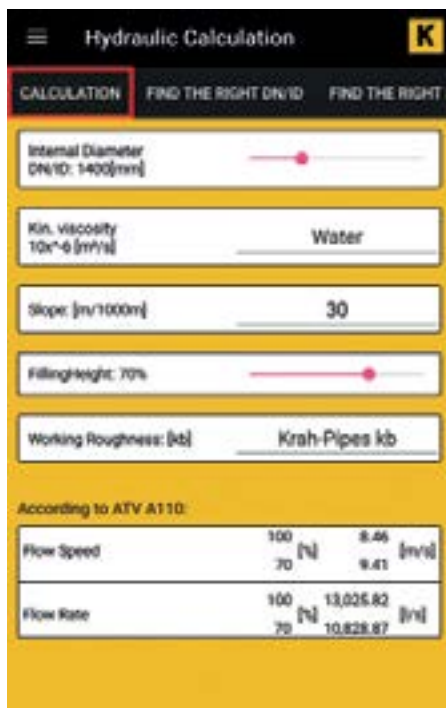 Hydraulic Calculation
K
CALCULATION FIND THE RIGHT DN/ID FIND THE RIGHT
Internal Diameter
DN/ID: 1400[mm]
Kin. viscosity
10x^-6 [m²/s]
Water
Slope: [m/1000m] 30
FillingHeight: 70%
Working Roughness: [kb] Krah-Pipes kb
According to ATV A110:
Flow Speed
100 8.46
[%] [m/s]
70 9.41
Flow Rate
100 13,025.82
[%] [l/s]
70 10,828.87